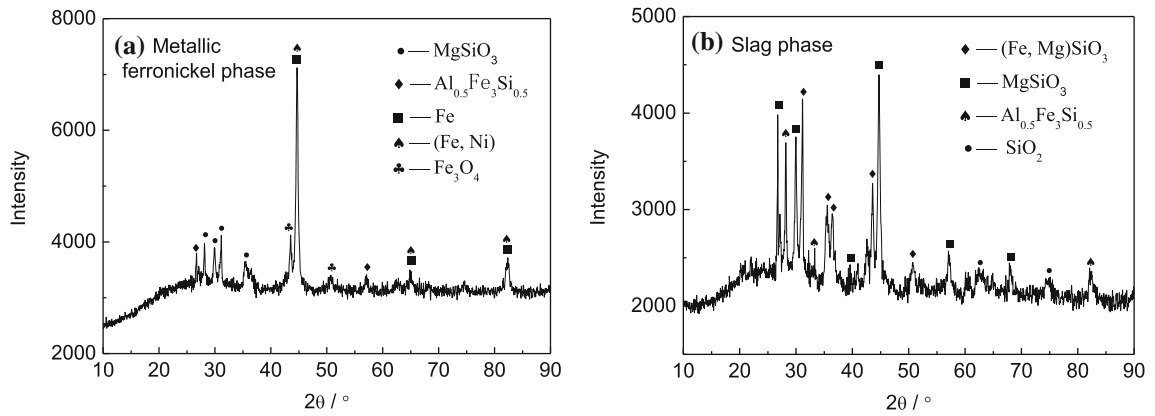 (a) Metallic
ferronickel phase
MgSiO₃
Al₀.₅Fe₃Si₀.₅
Fe
(Fe, Ni)
Fe₃O₄
Intensity
8000
6000
4000
2000
10 20 30 40 50 60 70 80 90
2θ / °
(b) Slag phase
(Fe, Mg)SiO₃
MgSiO₃
Al₀.₅Fe₃Si₀.₅
SiO₂
Intensity
5000
4000
3000
2000
10 20 30 40 50 60 70 80 90
2θ / °